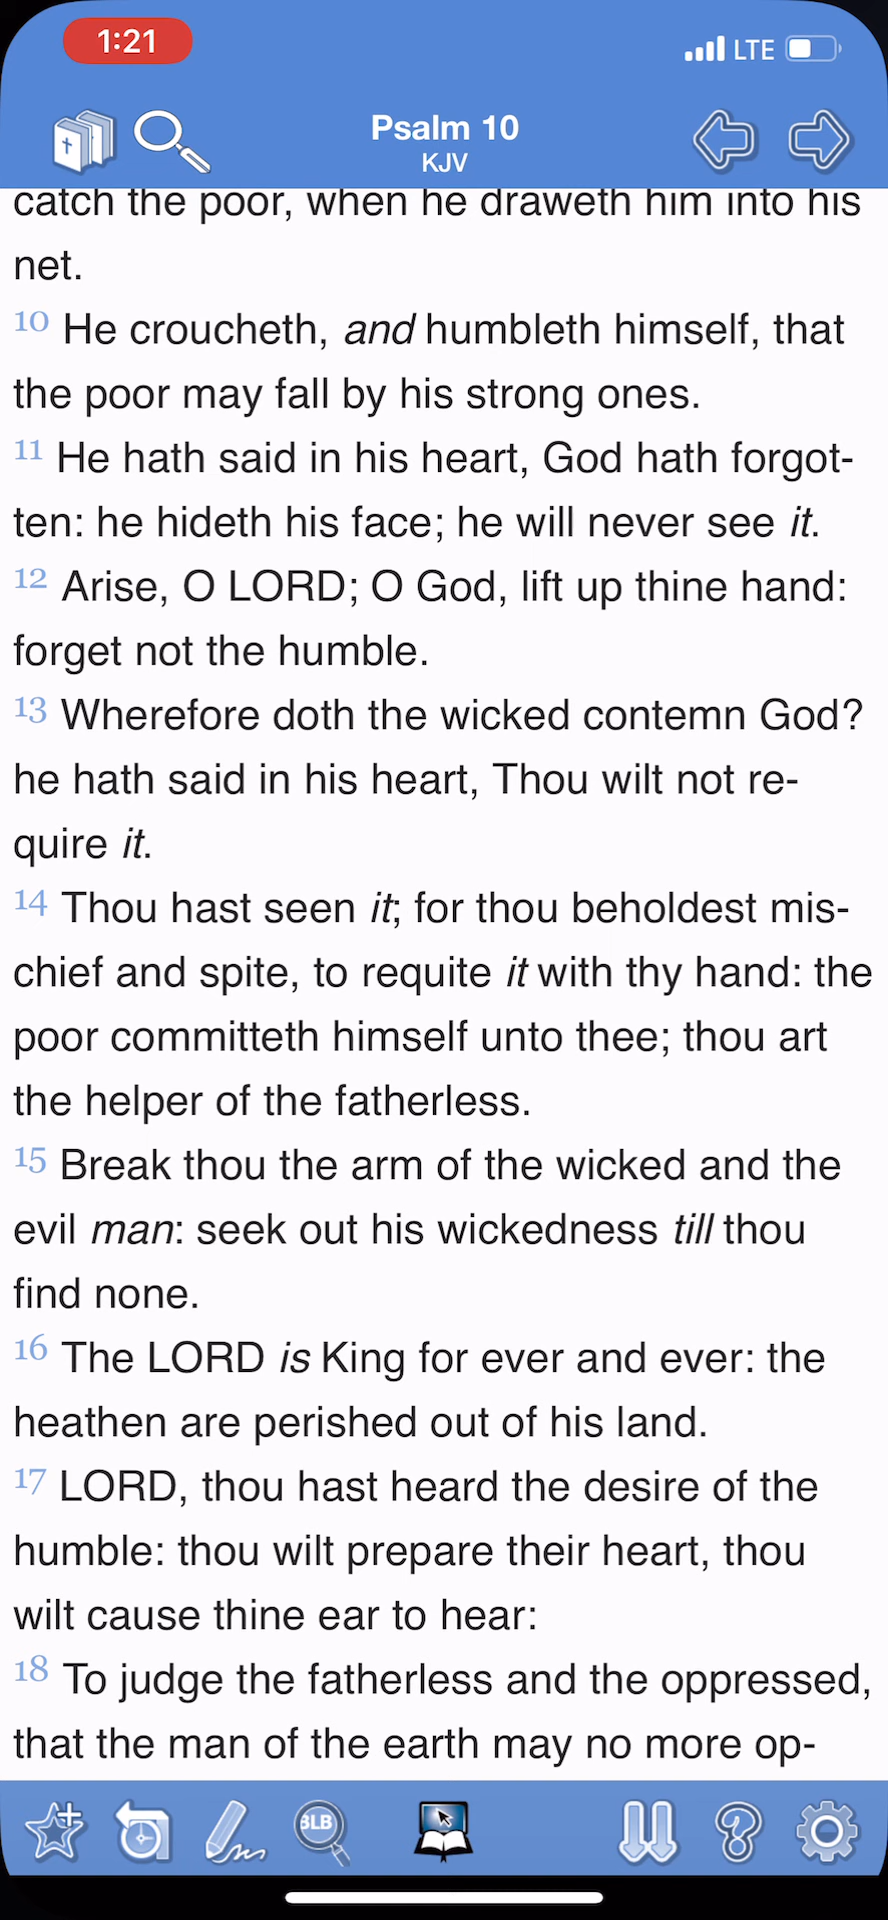 1:21
LTE
Psalm 10
KJV
catch the poor, when he draweth him into his
net.
10 He croucheth, and humbleth himself, that
the poor may fall by his strong ones.
11 He hath said in his heart, God hath forgot-
ten: he hideth his face; he will never see it.
12 Arise, O LORD; O God, lift up thine hand:
forget not the humble.
13 Wherefore doth the wicked contemn God?
he hath said in his heart, Thou wilt not re-
quire it.
14 Thou hast seen it; for thou beholdest mis-
chief and spite, to requite it with thy hand: the
poor committeth himself unto thee; thou art
the helper of the fatherless.
15 Break thou the arm of the wicked and the
evil man: seek out his wickedness till thou
find none.
16 The LORD is King for ever and ever: the
heathen are perished out of his land.
17 LORD, thou hast heard the desire of the
humble: thou wilt prepare their heart, thou
wilt cause thine ear to hear:
18 To judge the fatherless and the oppressed,
that the man of the earth may no more op-
BLB